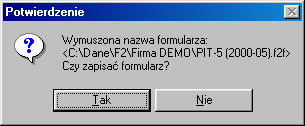 Potwierdzenie
Wymuszona nazwa formularza:
<C:\Dane\F2\Firma DEMO\PIT-5 (2000-05).f2f>
Czy zapisać formularz?
Tak
Nie